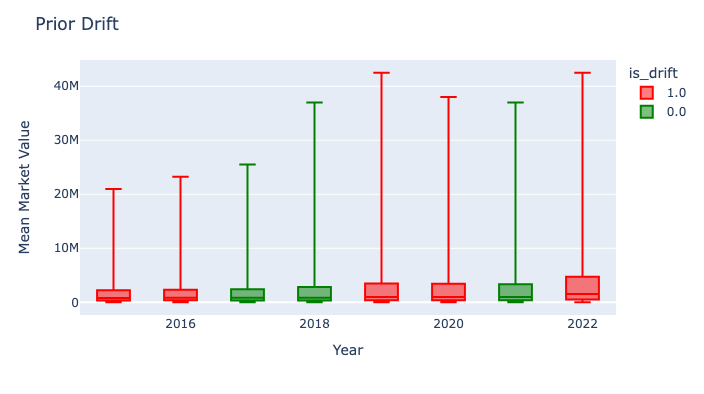 Prior Drift
is_drift
1.0
0.0
Mean Market Value
40M
30M
20M
10M
0
2016
2018
2020
2022
Year